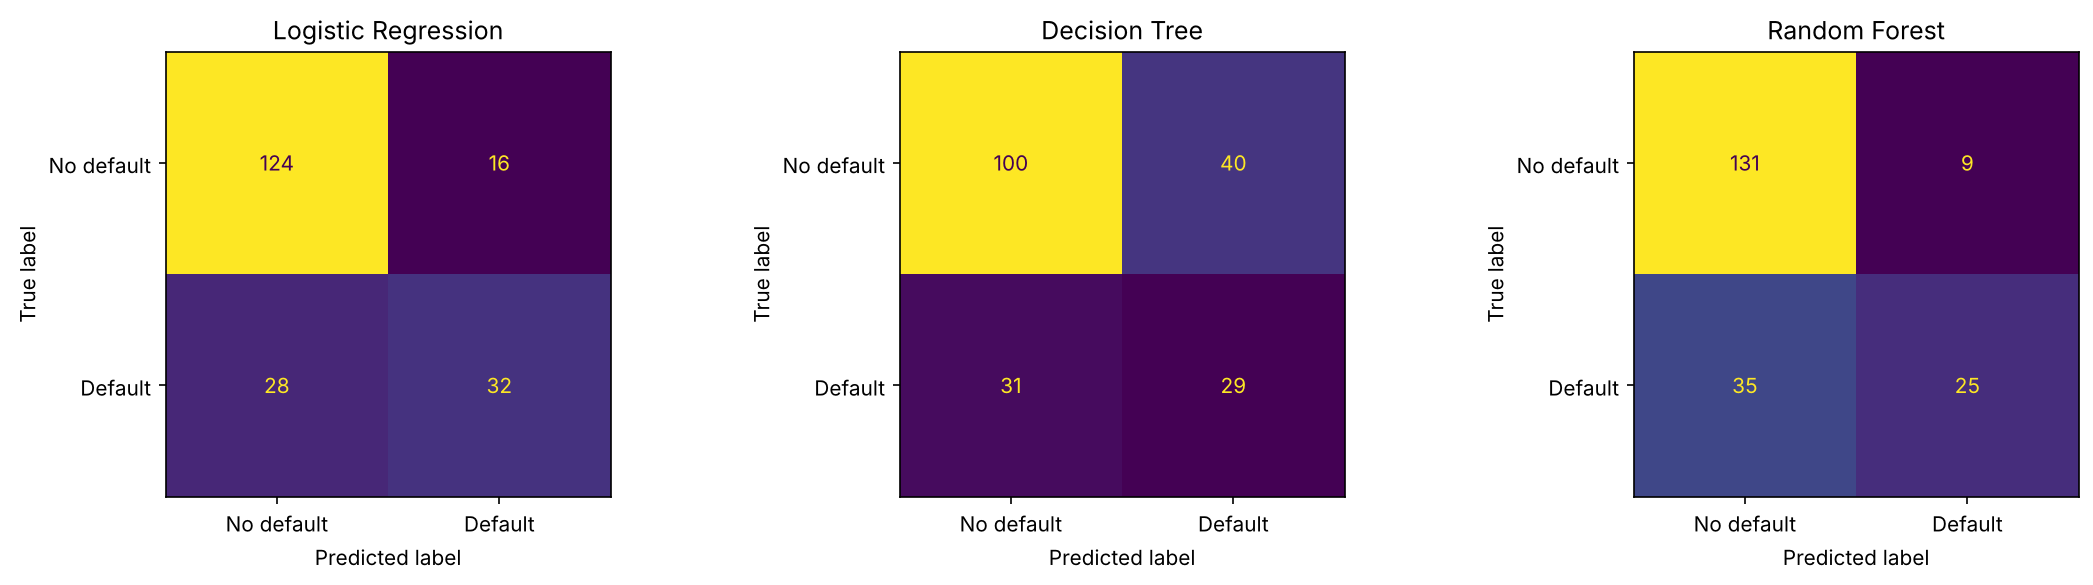 Logistic Regression
True label
No default
124
16
Default
28
32
No default
Default
Predicted label
Decision Tree
True label
No default
100
40
Default
31
29
No default
Default
Predicted label
Random Forest
True label
No default
131
9
Default
35
25
No default
Default
Predicted label